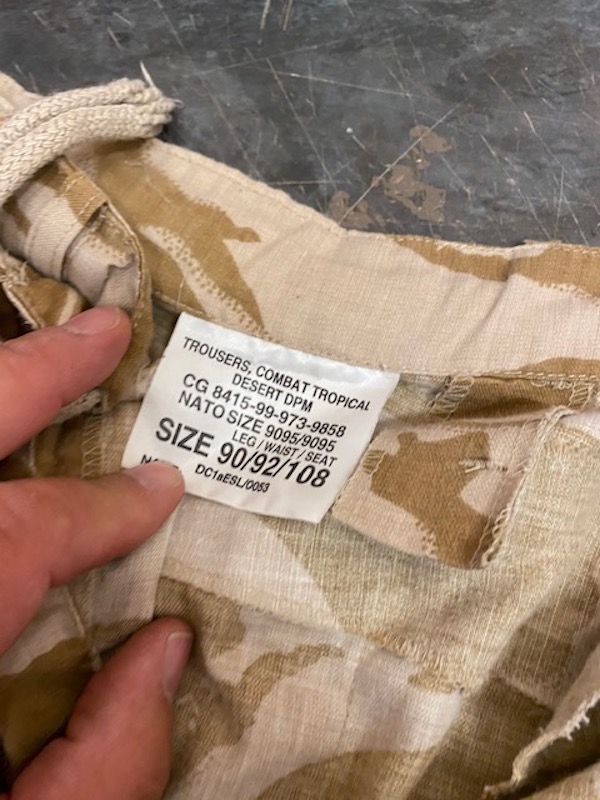 TROUSERS, COMBAT TROPICAL
DESERT DPM
CG 8415-99-973-9858
NATO SIZE 9095/9095
LEG / WAIST / SEAT
SIZE 90/92/108
DC1aESL/0053